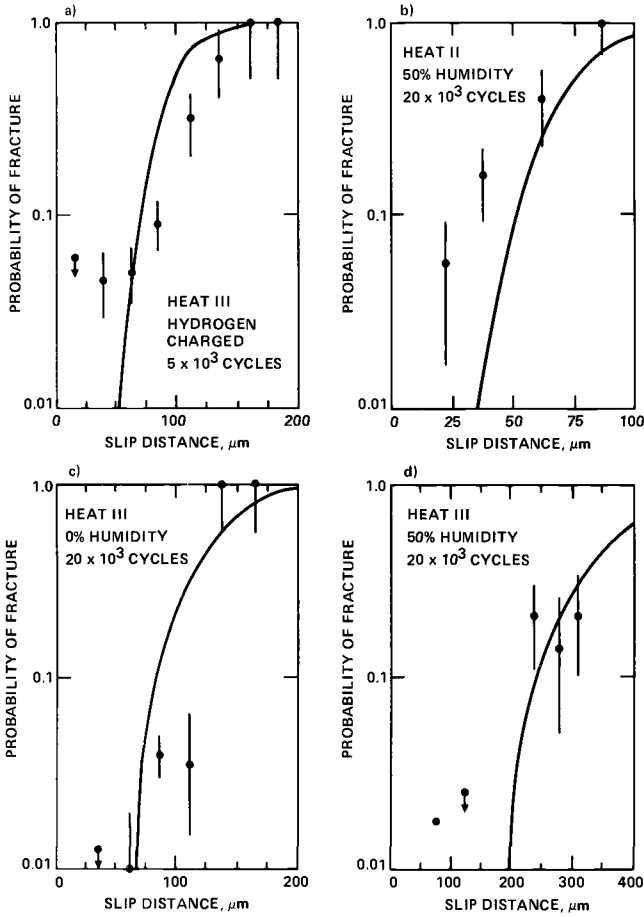 a)
1.0
0.1
0.01
PROBABILITY OF FRACTURE
HEAT III
HYDROGEN
CHARGED
5 x 10³ CYCLES
0
100
150
200
SLIP DISTANCE, μm
b)
1.0
0.1
0.01
PROBABILITY OF FRACTURE
HEAT II
50% HUMIDITY
20 x 10³ CYCLES
0
25
50
75
100
SLIP DISTANCE, μm
c)
1.0
0.1
0.01
PROBABILITY OF FRACTURE
HEAT III
0% HUMIDITY
20 x 10³ CYCLES
0
100
150
200
SLIP DISTANCE, μm
d)
1.0
0.1
0.01
PROBABILITY OF FRACTURE
HEAT III
50% HUMIDITY
20 x 10³ CYCLES
0
200
300
400
SLIP DISTANCE, μm